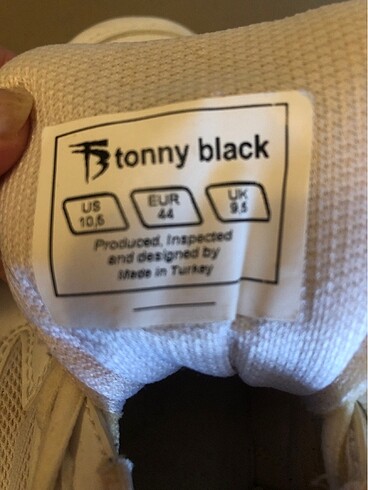 TB tonny black
US EUR UK
10,5 44 9,5
Produced, Inspected
and designed by
Made in Turkey